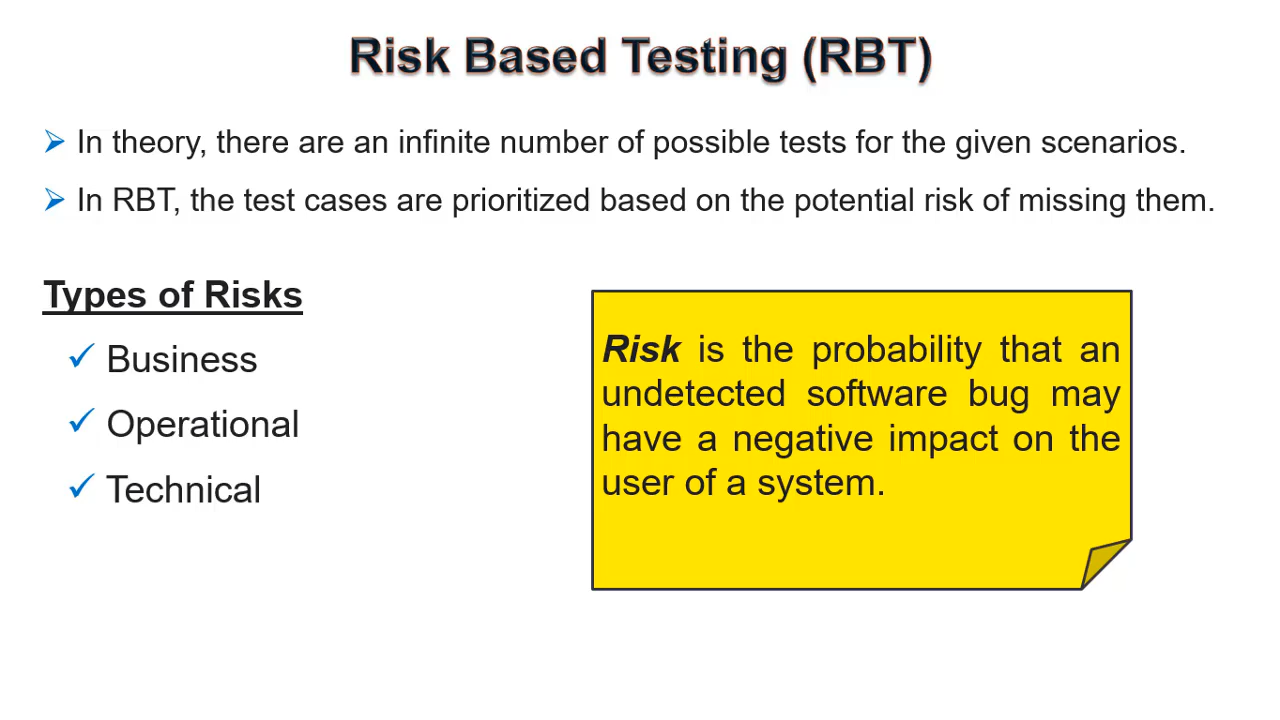 Risk Based Testing (RBT)
In theory, there are an infinite number of possible tests for the given scenarios.
In RBT, the test cases are prioritized based on the potential risk of missing them.
Types of Risks
Business
Operational
Technical
Risk is the probability that an
undetected software bug may
have a negative impact on the
user of a system.